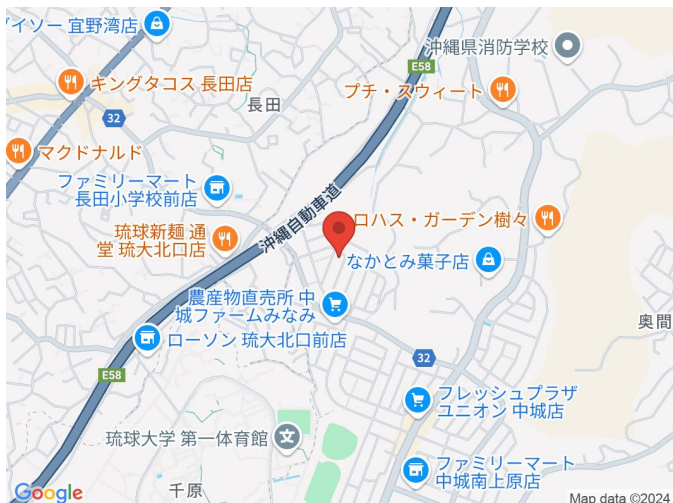 イソー 宜野湾店
沖縄県消防学校
E58
キングタコス 長田店
長田
プチ・スウィート
32
マクドナルド
ファミリーマート
長田小学校前店
沖縄自動車道
琉球新麺 通
堂 琉大北口店
ロハス・ガーデン樹々
なかとみ菓子店
農産物直売所 中
城ファームみなみ
奥間
ローソン 琉大北口前店
32
E58
フレッシュプラザ
ユニオン 中城店
琉球大学 第一体育館
文
ファミリーマート
中城南上原店
千原
Google
Map data ©2024